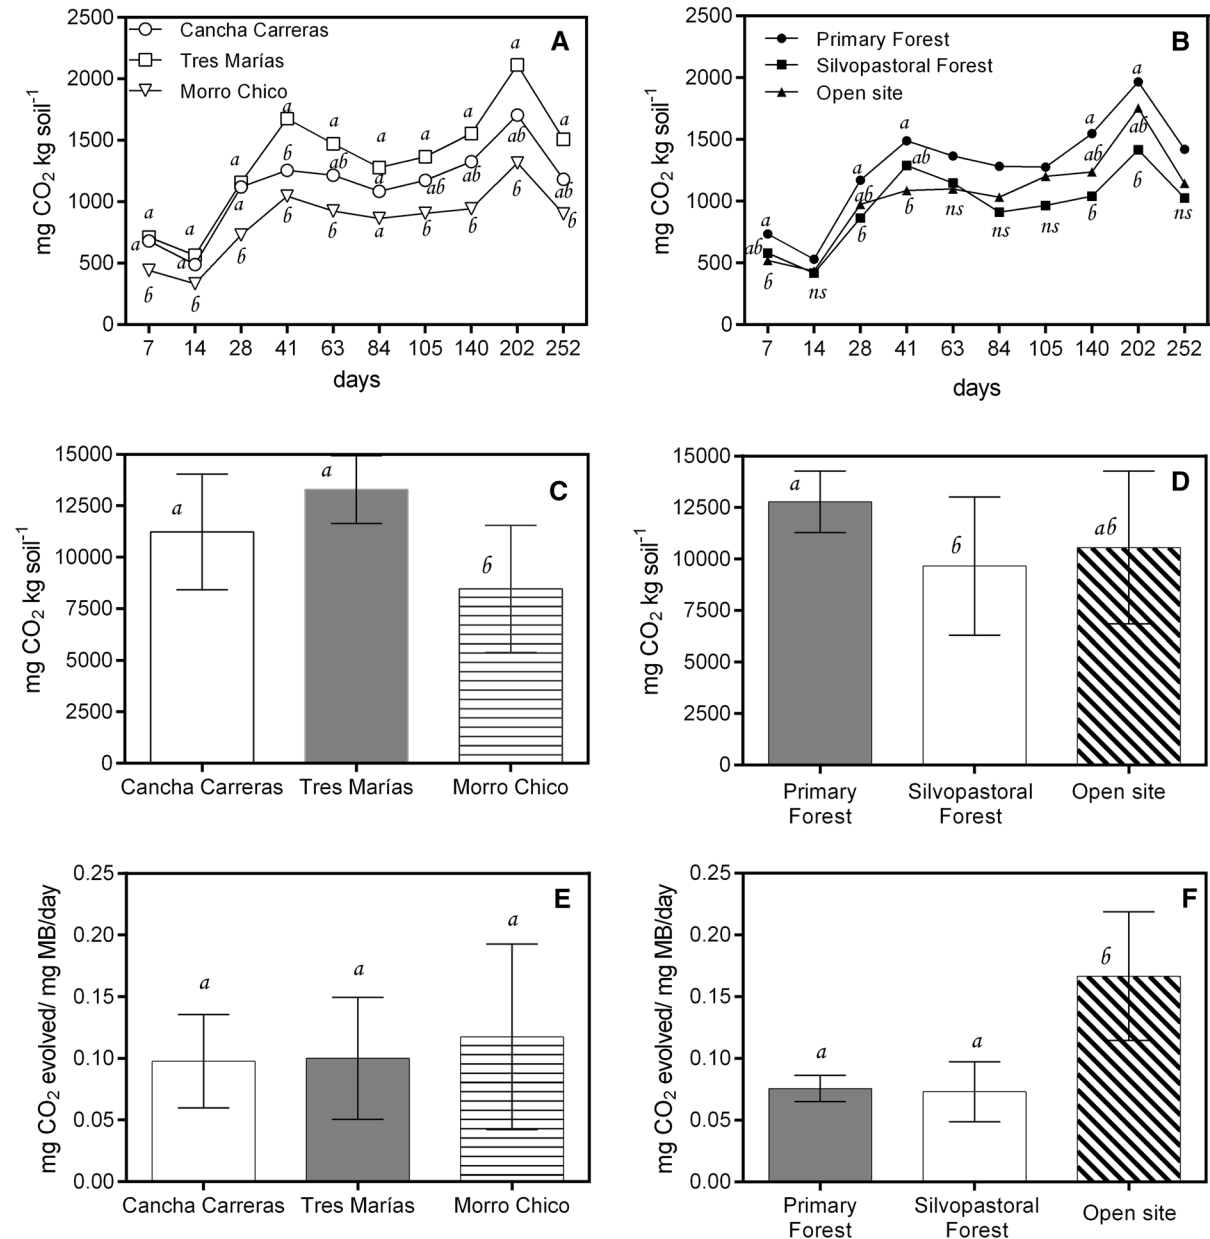 2500
2000
1500
1000
500
0
mg CO2 kg soil-1
Cancha Carreras
Tres Marías
Morro Chico
A
a
a
a
a
a
a
a
a
a
a
a
a
a
b
ab
a
ab
ab
ab
ab
b
b
b
b
b
a
b
b
b
b
7 14 28 41 63 84 105 140 202 252
days
2500
2000
1500
1000
500
0
mg CO2 kg soil-1
Primary Forest
Silvopastoral Forest
Open site
B
a
a
a
a
a
ab
ab
ab
ab
ab
b
ns
b
b
ns
ns
ns
b
b
ns
7 14 28 41 63 84 105 140 202 252
days
15000
12500
10000
7500
5000
2500
0
mg CO2 kg soil-1
C
a
a
b
Cancha Carreras Tres Marías Morro Chico
15000
12500
10000
7500
5000
2500
0
mg CO2 kg soil-1
D
a
b
ab
Primary
Forest
Silvopastoral
Forest
Open site
0.25
0.20
0.15
0.10
0.05
0.00
mg CO2 evolved/ mg MB/day
E
a
a
a
Cancha Carreras Tres Marías Morro Chico
0.25
0.20
0.15
0.10
0.05
0.00
mg CO2 evolved/ mg MB/day
F
a
a
b
Primary
Forest
Silvopastoral
Forest
Open site